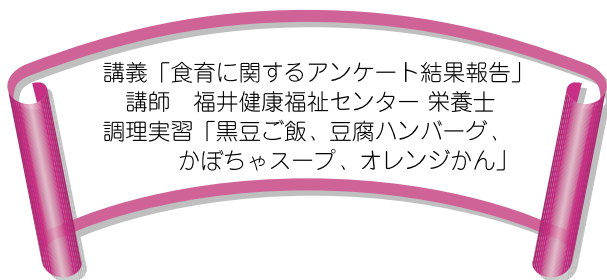 講義「食育に関するアンケート結果報告」
講師　福井健康福祉センター 栄養士
調理実習「黒豆ご飯、豆腐ハンバーグ、
かぼちゃスープ、オレンジかん」